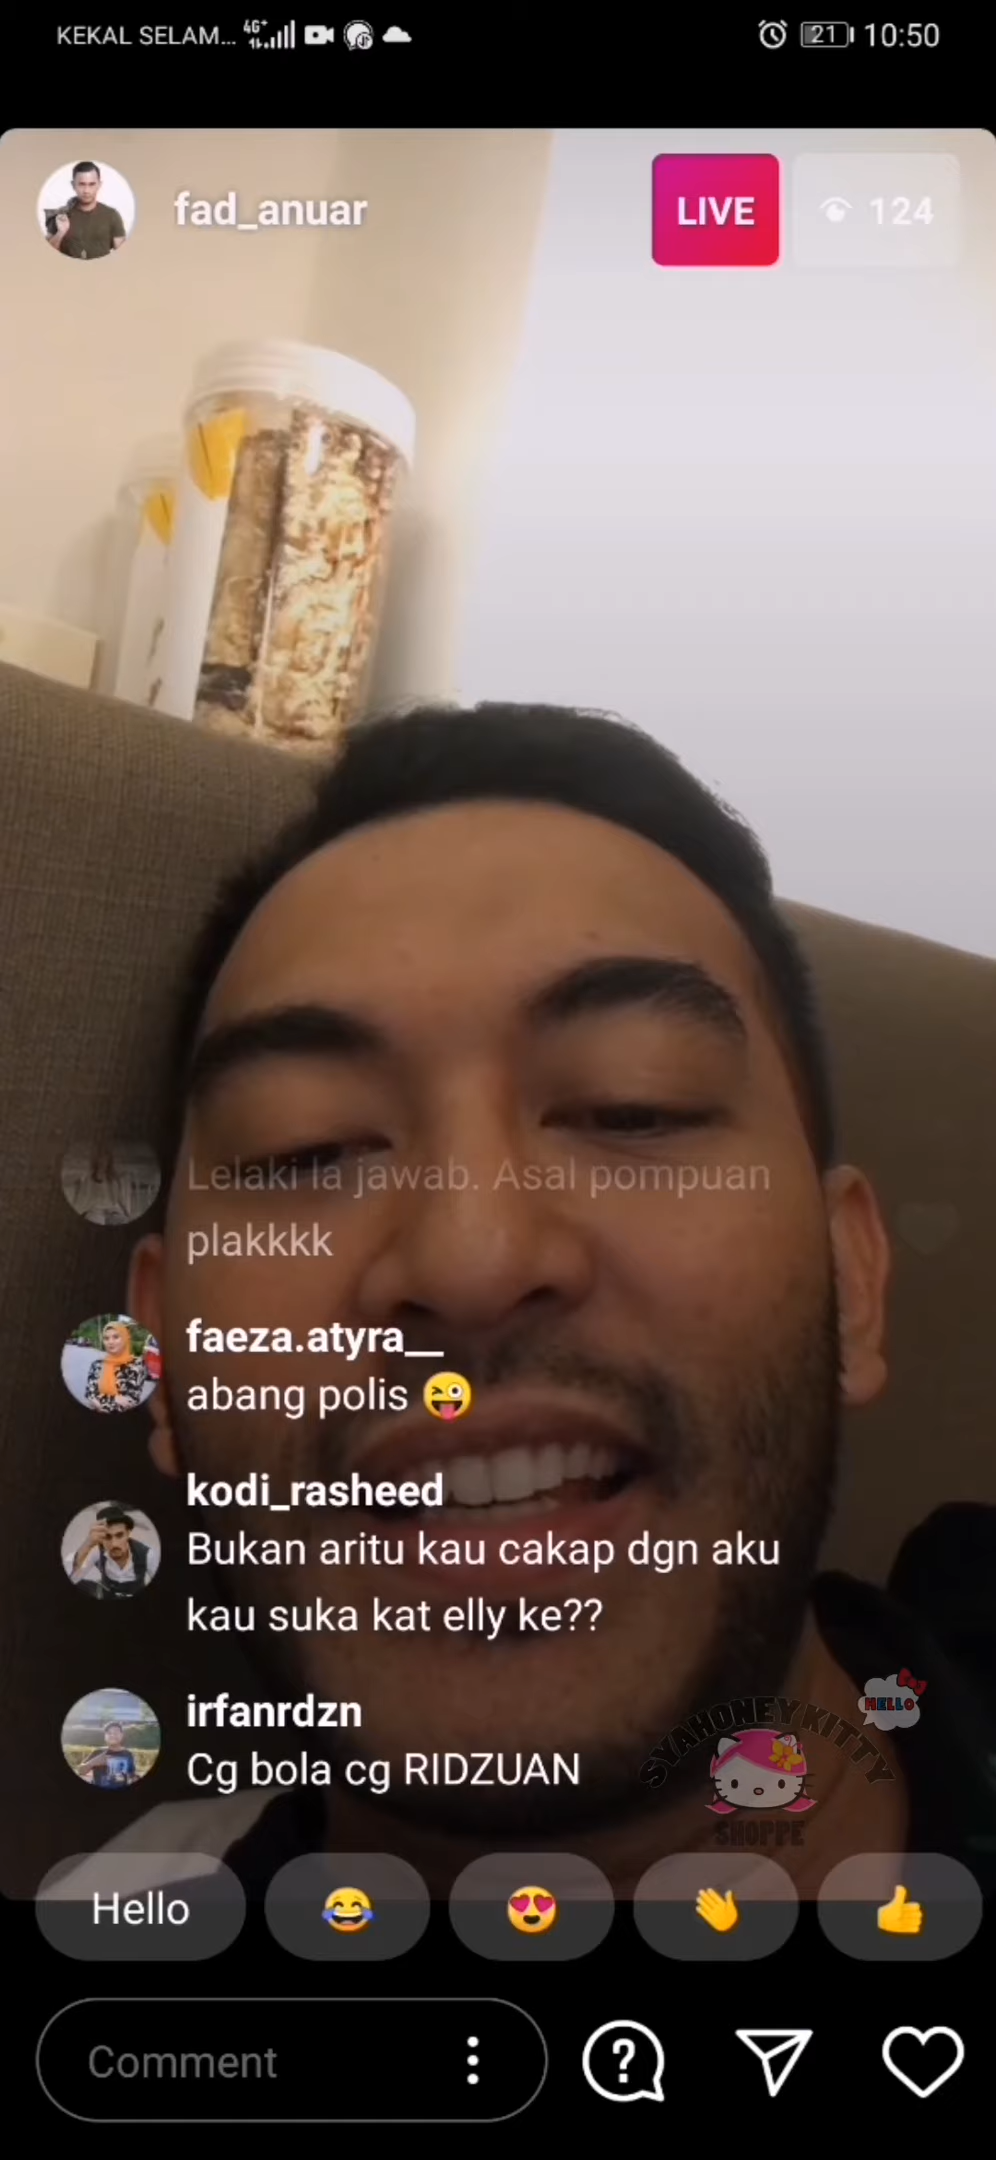 KEKAL SELAM... 4G+ 21 10:50
fad_anuar LIVE 124
Lelaki la jawab. Asal pompuan
plakkkk
faeza.atyra__
abang polis 😜
kodi_rasheed
Bukan aritu kau cakap dgn aku
kau suka kat elly ke??
irfanrdzn
Cg bola cg RIDZUAN
HELLO
SYAHONEYKITTY
SHOPPE
Hello 😂 😍 👋 👍
Comment